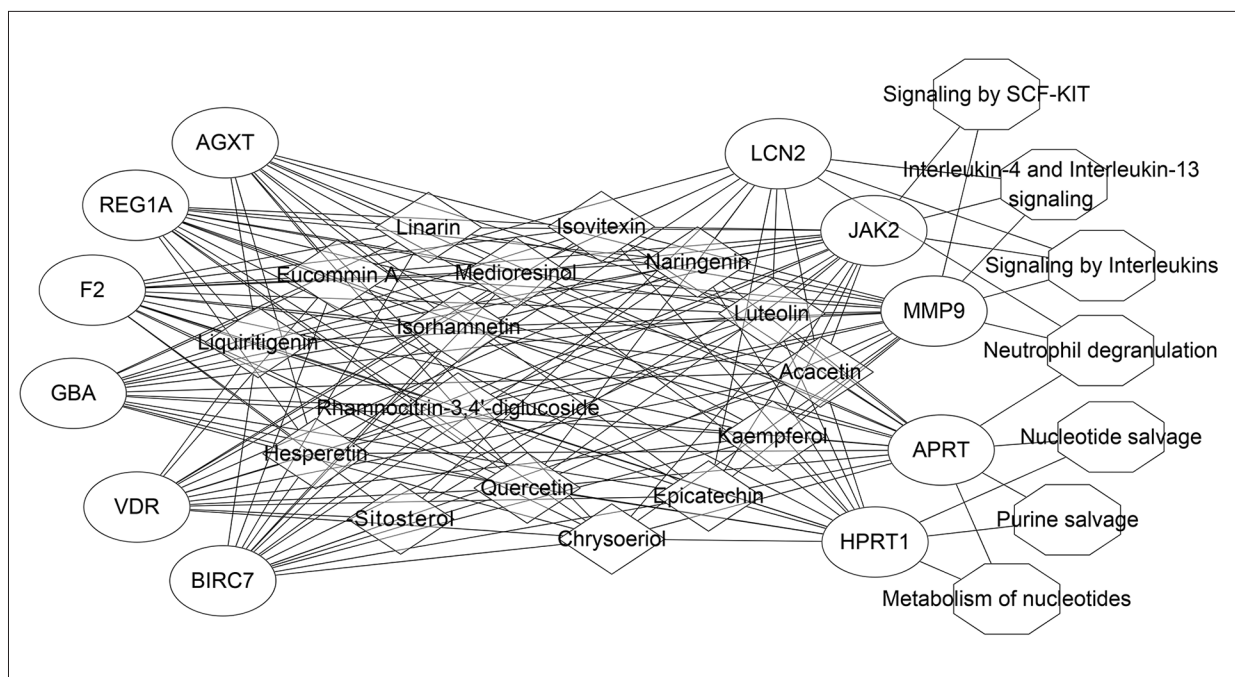 Signaling by SCF-KIT
AGXT
LCN2
Interleukin-4 and Interleukin-13
signaling
REG1A
Linarin
Isovitexin
JAK2
Eucommin A
Medioresinol
Naringenin
Signaling by Interleukins
F2
Luteolin
MMP9
Isorhamnetin
Liquiritigenin
Neutrophil degranulation
Acacetin
GBA
Rhamnocitrin-3,4'-diglucoside
Kaempferol
Nucleotide salvage
APRT
Hesperetin
Quercetin
Epicatechin
VDR
Sitosterol
Purine salvage
Chrysoeriol
HPRT1
BIRC7
Metabolism of nucleotides